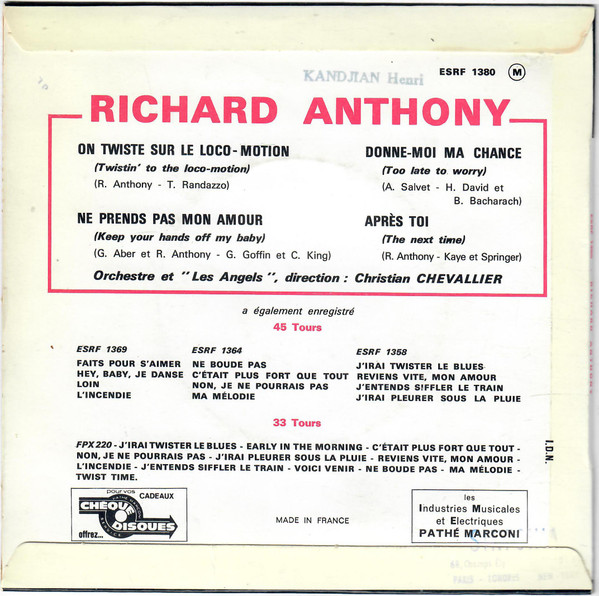 KANDJIAN Henri
ESRF 1380 M
RICHARD ANTHONY
ON TWISTE SUR LE LOCO-MOTION
(Twistin' to the loco-motion)
(R. Anthony - T. Randazzo)
DONNE-MOI MA CHANCE
(Too late to worry)
(A. Salvet - H. David et
B. Bacharach)
NE PRENDS PAS MON AMOUR
(Keep your hands off my baby)
(G. Aber et R. Anthony - G. Goffin et C. King)
APRÈS TOI
(The next time)
(R. Anthony - Kaye et Springer)
Orchestre et " Les Angels ", direction : Christian CHEVALLIER
a également enregistré
45 Tours
ESRF 1369
FAITS POUR S'AIMER
HEY, BABY, JE DANSE
LOIN
L'INCENDIE
ESRF 1364
NE BOUDE PAS
C'ÉTAIT PLUS FORT QUE TOUT
NON, JE NE POURRAIS PAS
MA MÉLODIE
ESRF 1358
J'IRAI TWISTER LE BLUES
REVIENS VITE, MON AMOUR
J'ENTENDS SIFFLER LE TRAIN
J'IRAI PLEURER SOUS LA PLUIE
33 Tours
FPX 220 - J'IRAI TWISTER LE BLUES - EARLY IN THE MORNING - C'ÉTAIT PLUS FORT QUE TOUT -
NON, JE NE POURRAIS PAS - J'IRAI PLEURER SOUS LA PLUIE - REVIENS VITE, MON AMOUR -
L'INCENDIE - J'ENTENDS SIFFLER LE TRAIN - VOICI VENIR - NE BOUDE PAS - MA MÉLODIE -
TWIST TIME.
I.D.N.
pour vos CADEAUX
CHEQUE DISQUES
offrez...
MADE IN FRANCE
les
Industries Musicales
et Electriques
PATHÉ MARCONI